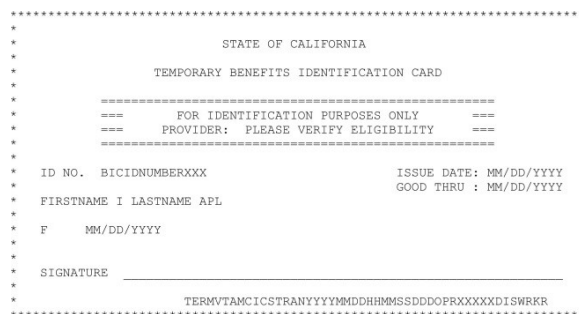 ******************************************************************************
*
* STATE OF CALIFORNIA
*
* TEMPORARY BENEFITS IDENTIFICATION CARD
*
* ====================================================
* === FOR IDENTIFICATION PURPOSES ONLY ===
* === PROVIDER: PLEASE VERIFY ELIGIBILITY ===
* ====================================================
*
* ID NO. BICIDNUMBERXXX ISSUE DATE: MM/DD/YYYY
* GOOD THRU : MM/DD/YYYY
* FIRSTNAME I LASTNAME APL
*
* F MM/DD/YYYY
*
*
* SIGNATURE ____________________________________________________________
*
* TERMVTAMCICSTRANYYYYMMDDHHMMSSDDDOPRXXXXXDISWRKR
******************************************************************************